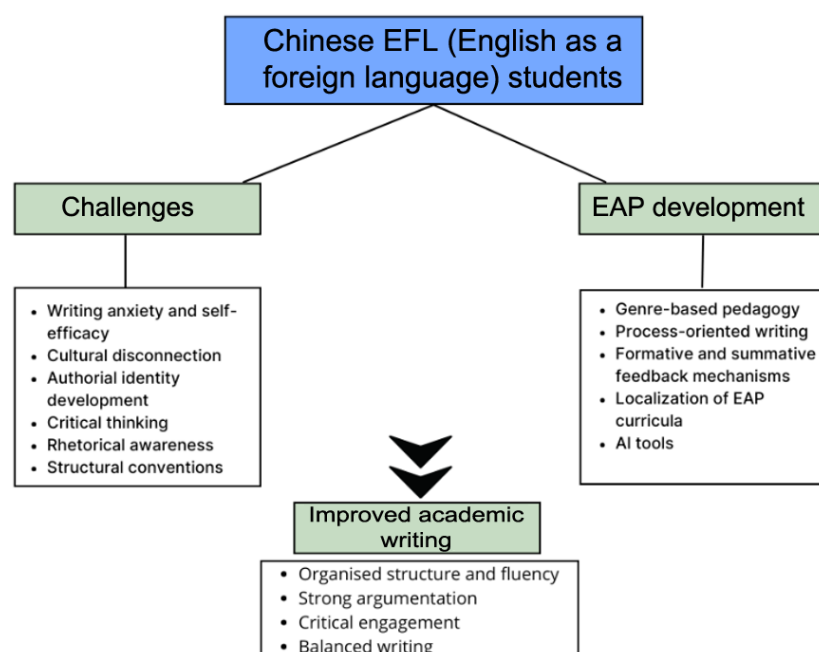 Chinese EFL (English as a
foreign language) students
Challenges
EAP development
• Writing anxiety and self-
efficacy
• Cultural disconnection
• Authorial identity
development
• Critical thinking
• Rhetorical awareness
• Structural conventions
• Genre-based pedagogy
• Process-oriented writing
• Formative and summative
feedback mechanisms
• Localization of EAP
curricula
• AI tools
Improved academic
writing
• Organised structure and fluency
• Strong argumentation
• Critical engagement
• Balanced writing